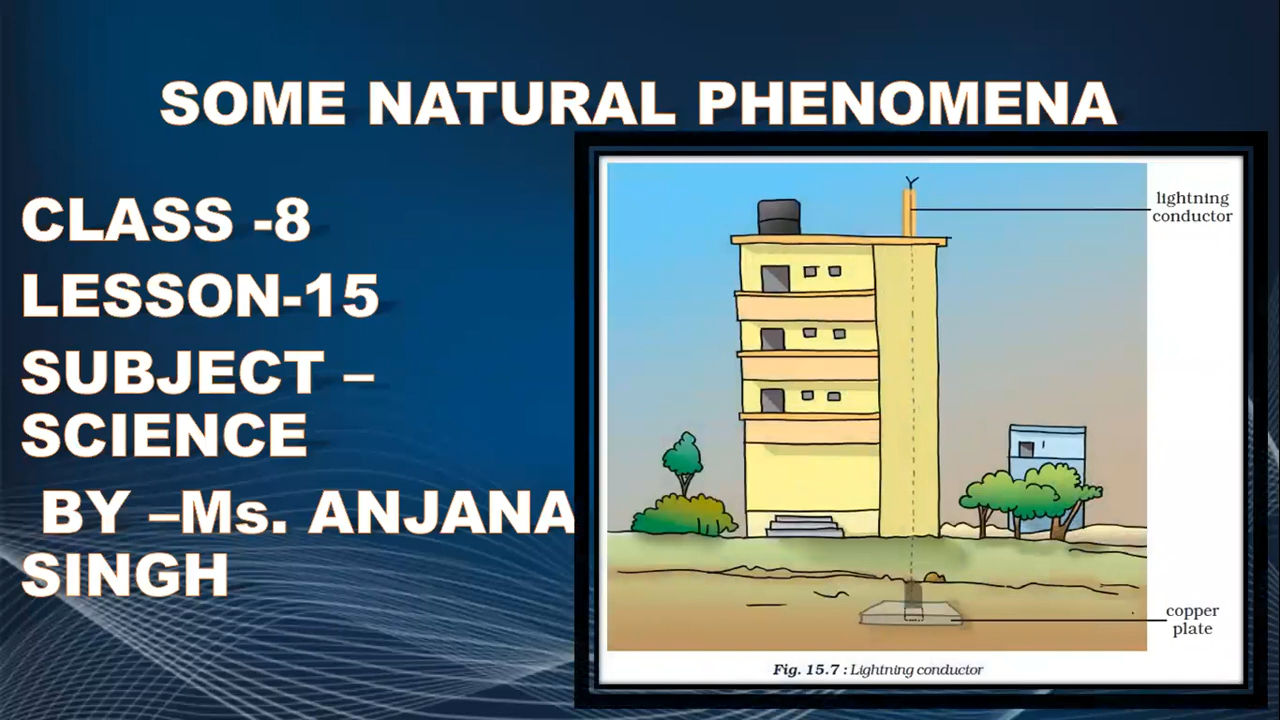 SOME NATURAL PHENOMENA
CLASS -8
LESSON-15
SUBJECT –
SCIENCE
BY –Ms. ANJANA
SINGH
lightning
conductor
copper
plate
Fig. 15.7 : Lightning conductor